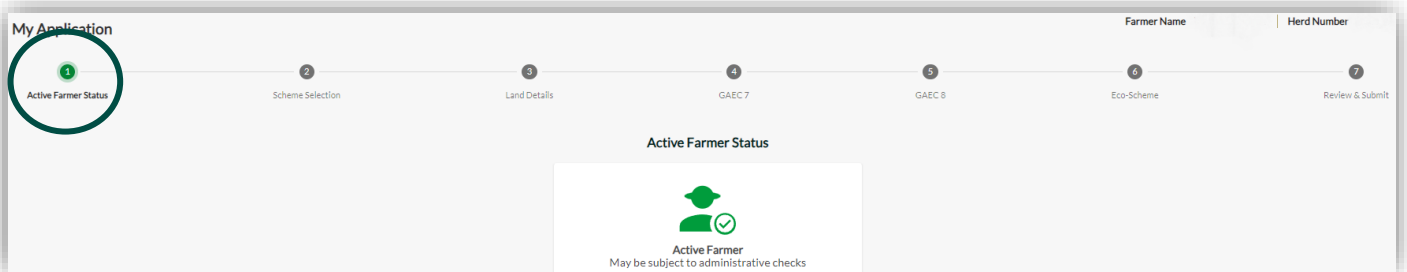 My Application
Farmer Name
Herd Number
1
2
3
4
5
6
7
Active Farmer Status
Scheme Selection
Land Details
GAEC 7
GAEC 8
Eco-Scheme
Review & Submit
Active Farmer Status
Active Farmer
May be subject to administrative checks